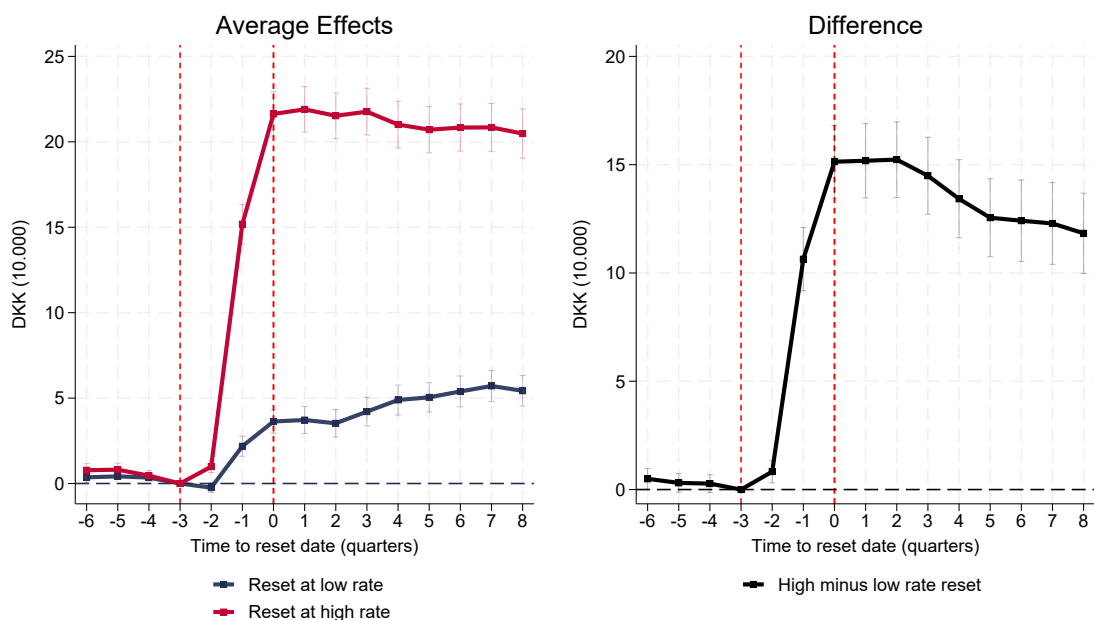 Average Effects
25
20
15
10
5
0
DKK (10.000)
-6 -5 -4 -3 -2 -1 0 1 2 3 4 5 6 7 8
Time to reset date (quarters)
Reset at low rate
Reset at high rate
Difference
20
15
10
5
0
DKK (10.000)
-6 -5 -4 -3 -2 -1 0 1 2 3 4 5 6 7 8
Time to reset date (quarters)
High minus low rate reset